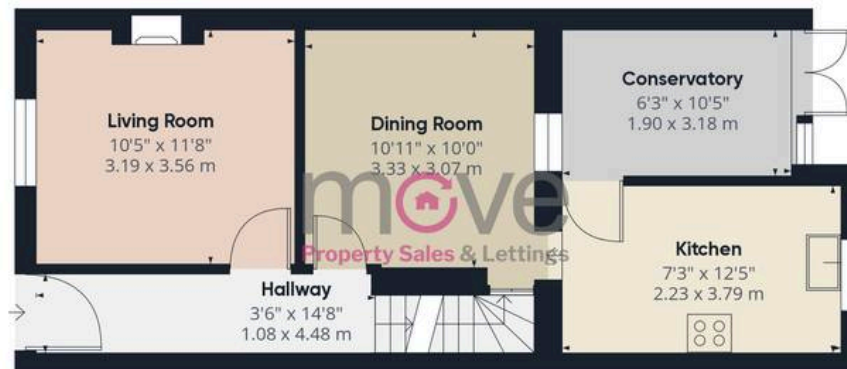 Living Room
10'5" x 11'8"
3.19 x 3.56 m
Dining Room
10'11" x 10'0"
3.33 x 3.07 m
Conservatory
6'3" x 10'5"
1.90 x 3.18 m
move
Property Sales & Lettings
Kitchen
7'3" x 12'5"
2.23 x 3.79 m
Hallway
3'6" x 14'8"
1.08 x 4.48 m